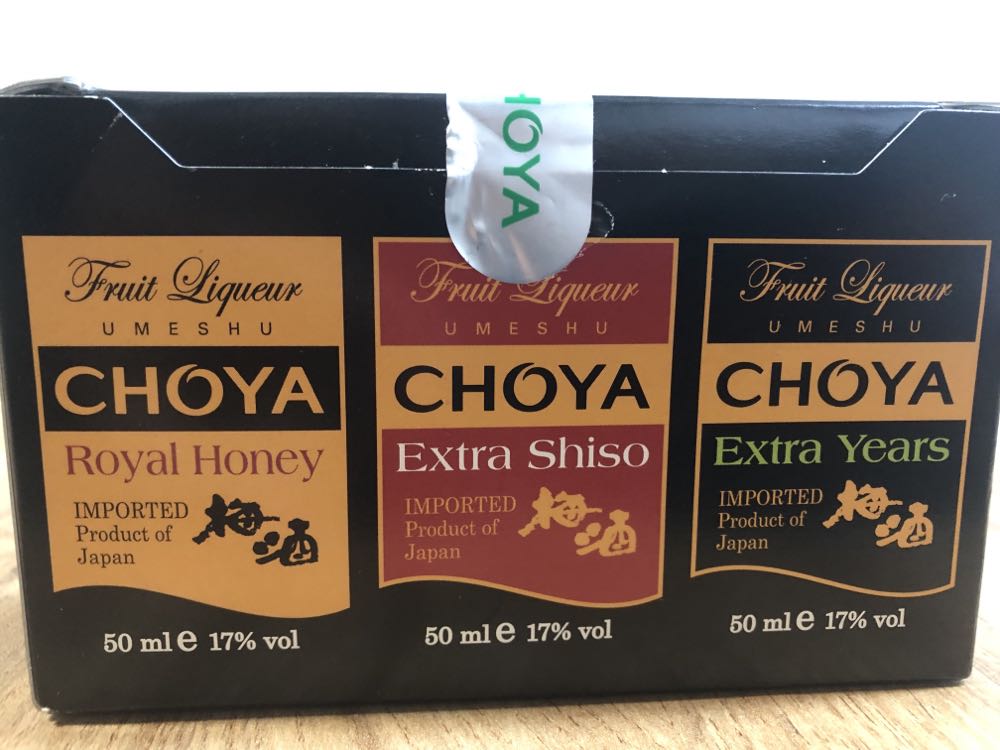 HOYA
Fruit Liqueur
UMESHU
CHOYA
Royal Honey
IMPORTED
Product of
Japan
梅酒
50 ml e 17% vol
Fruit Liqueur
UMESHU
CHOYA
Extra Shiso
IMPORTED
Product of
Japan
梅酒
50 ml e 17% vol
Fruit Liqueur
UMESHU
CHOYA
Extra Years
IMPORTED
Product of
Japan
梅酒
50 ml e 17% vol